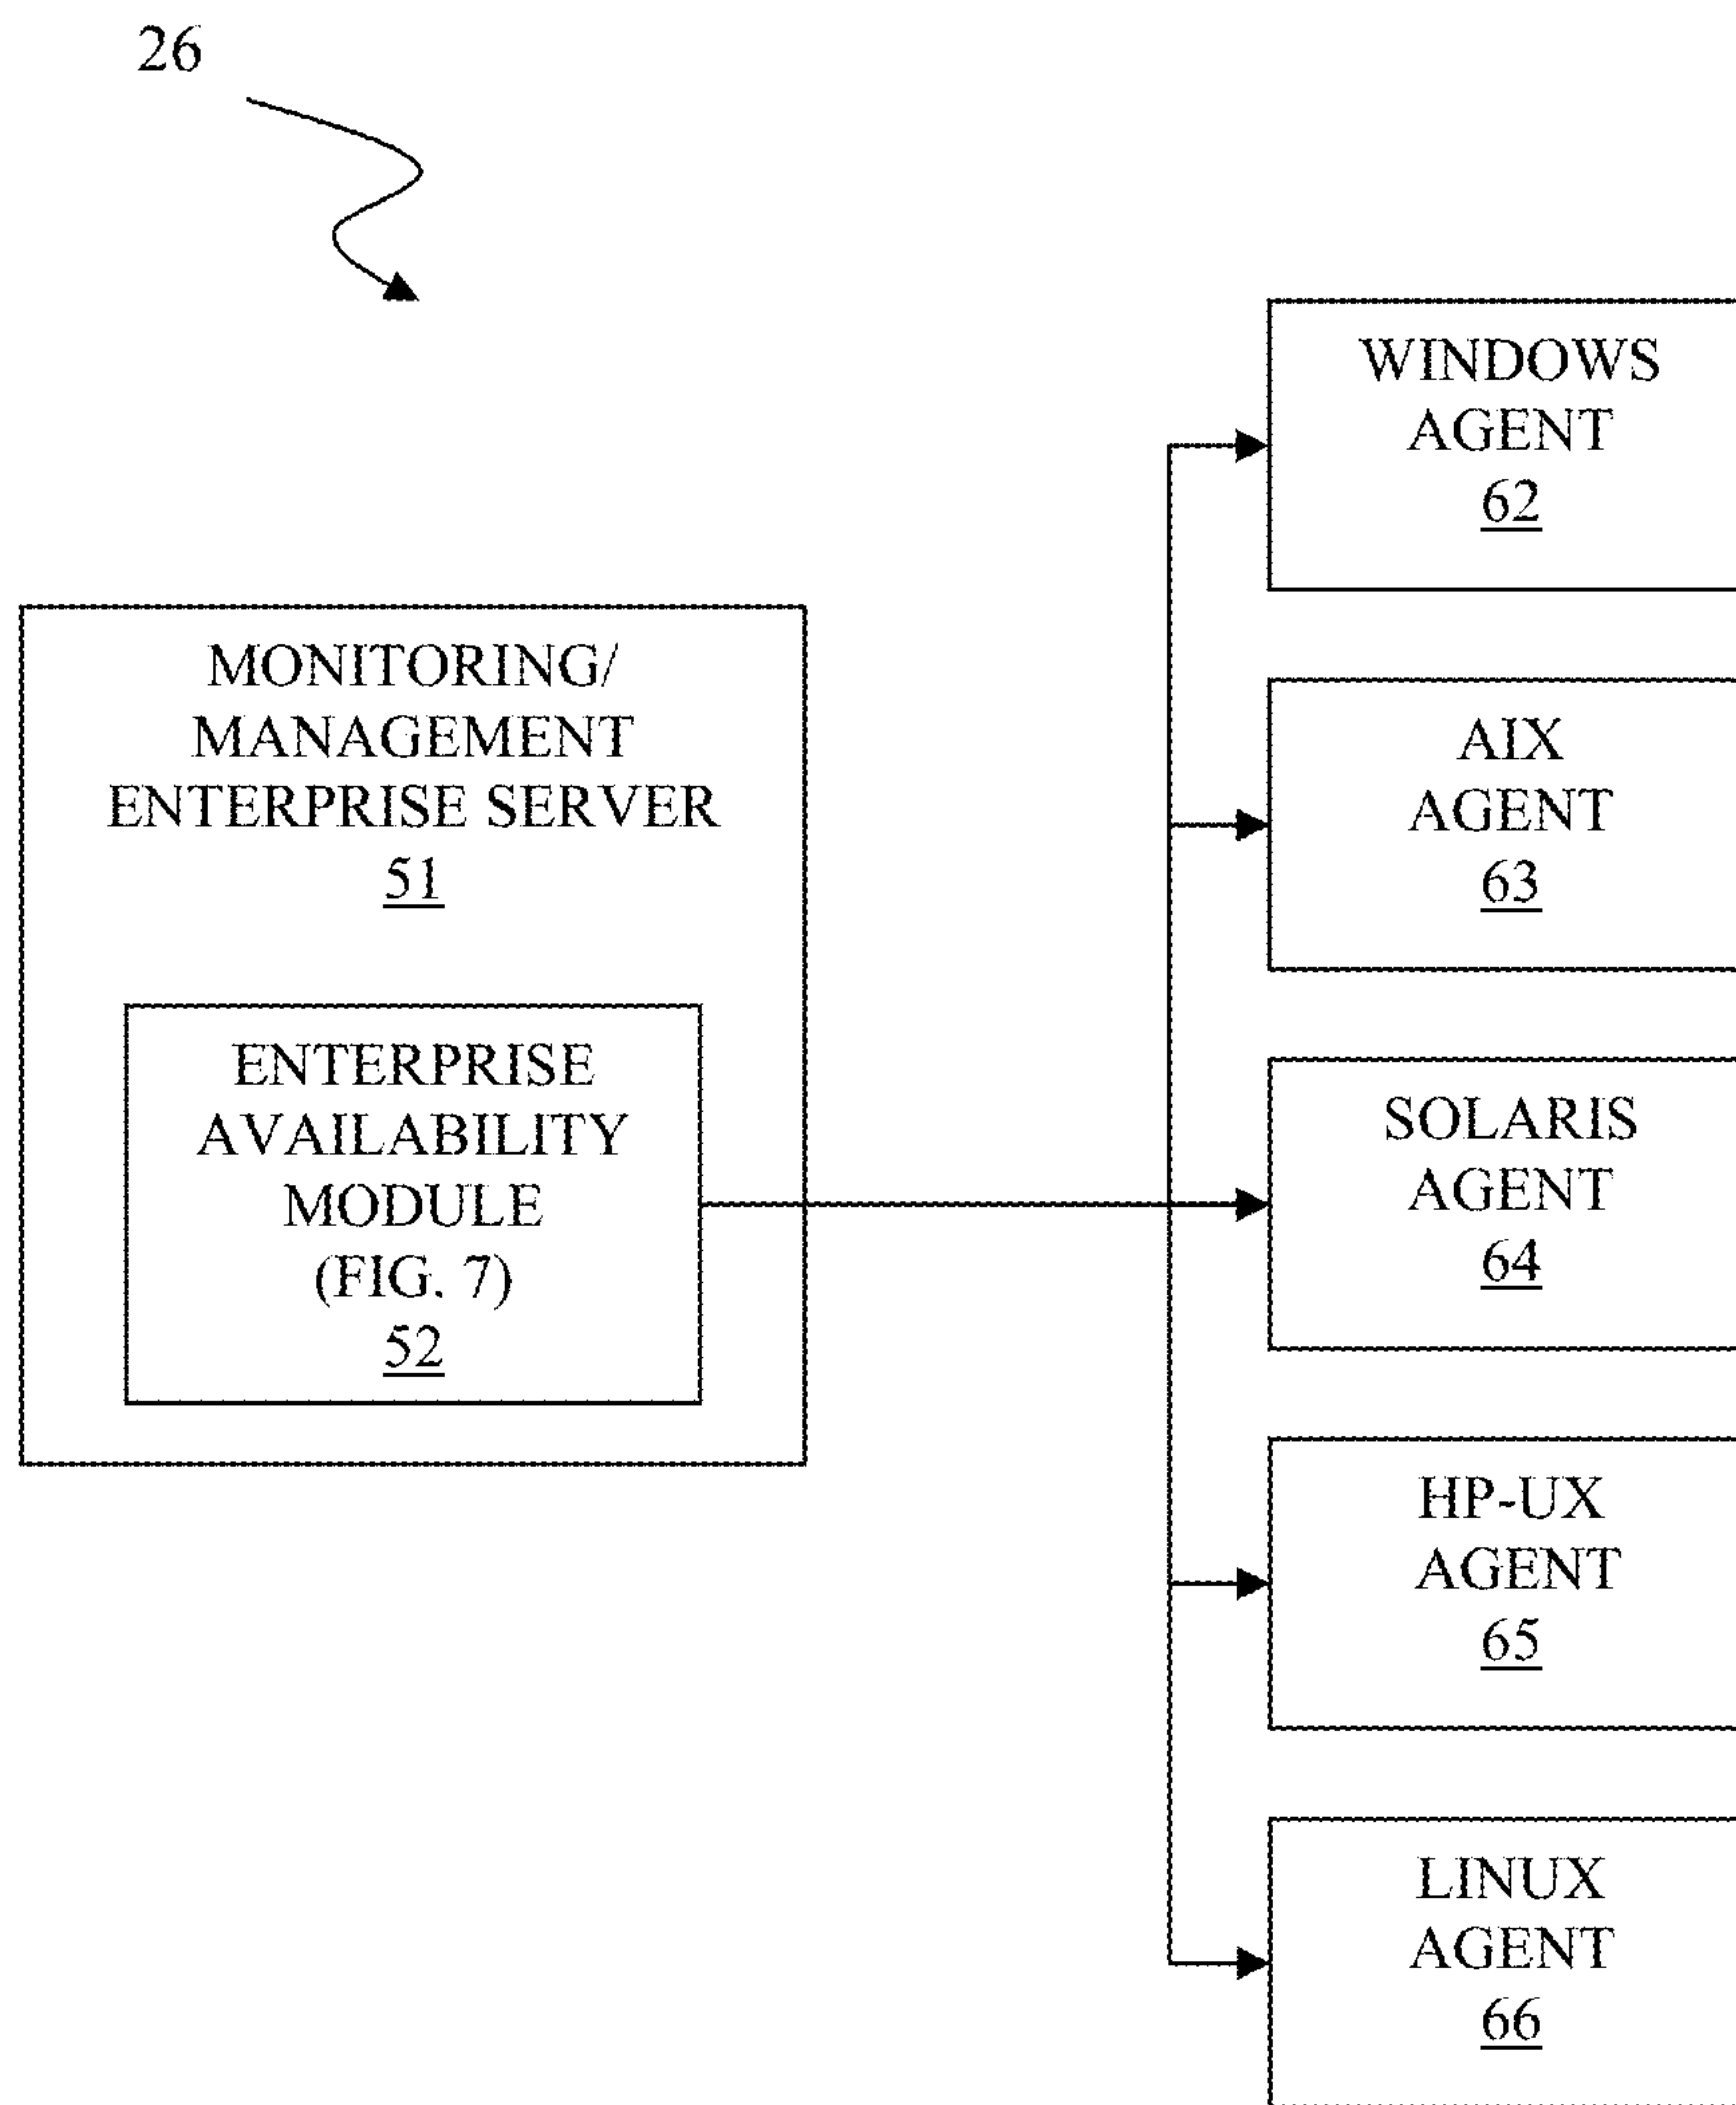 26
MONITORING/
MANAGEMENT
ENTERPRISE SERVER
51
ENTERPRISE
AVAILABILITY
MODULE
(FIG. 7)
52
WINDOWS
AGENT
62
AIX
AGENT
63
SOLARIS
AGENT
64
HP-UX
AGENT
65
LINUX
AGENT
66